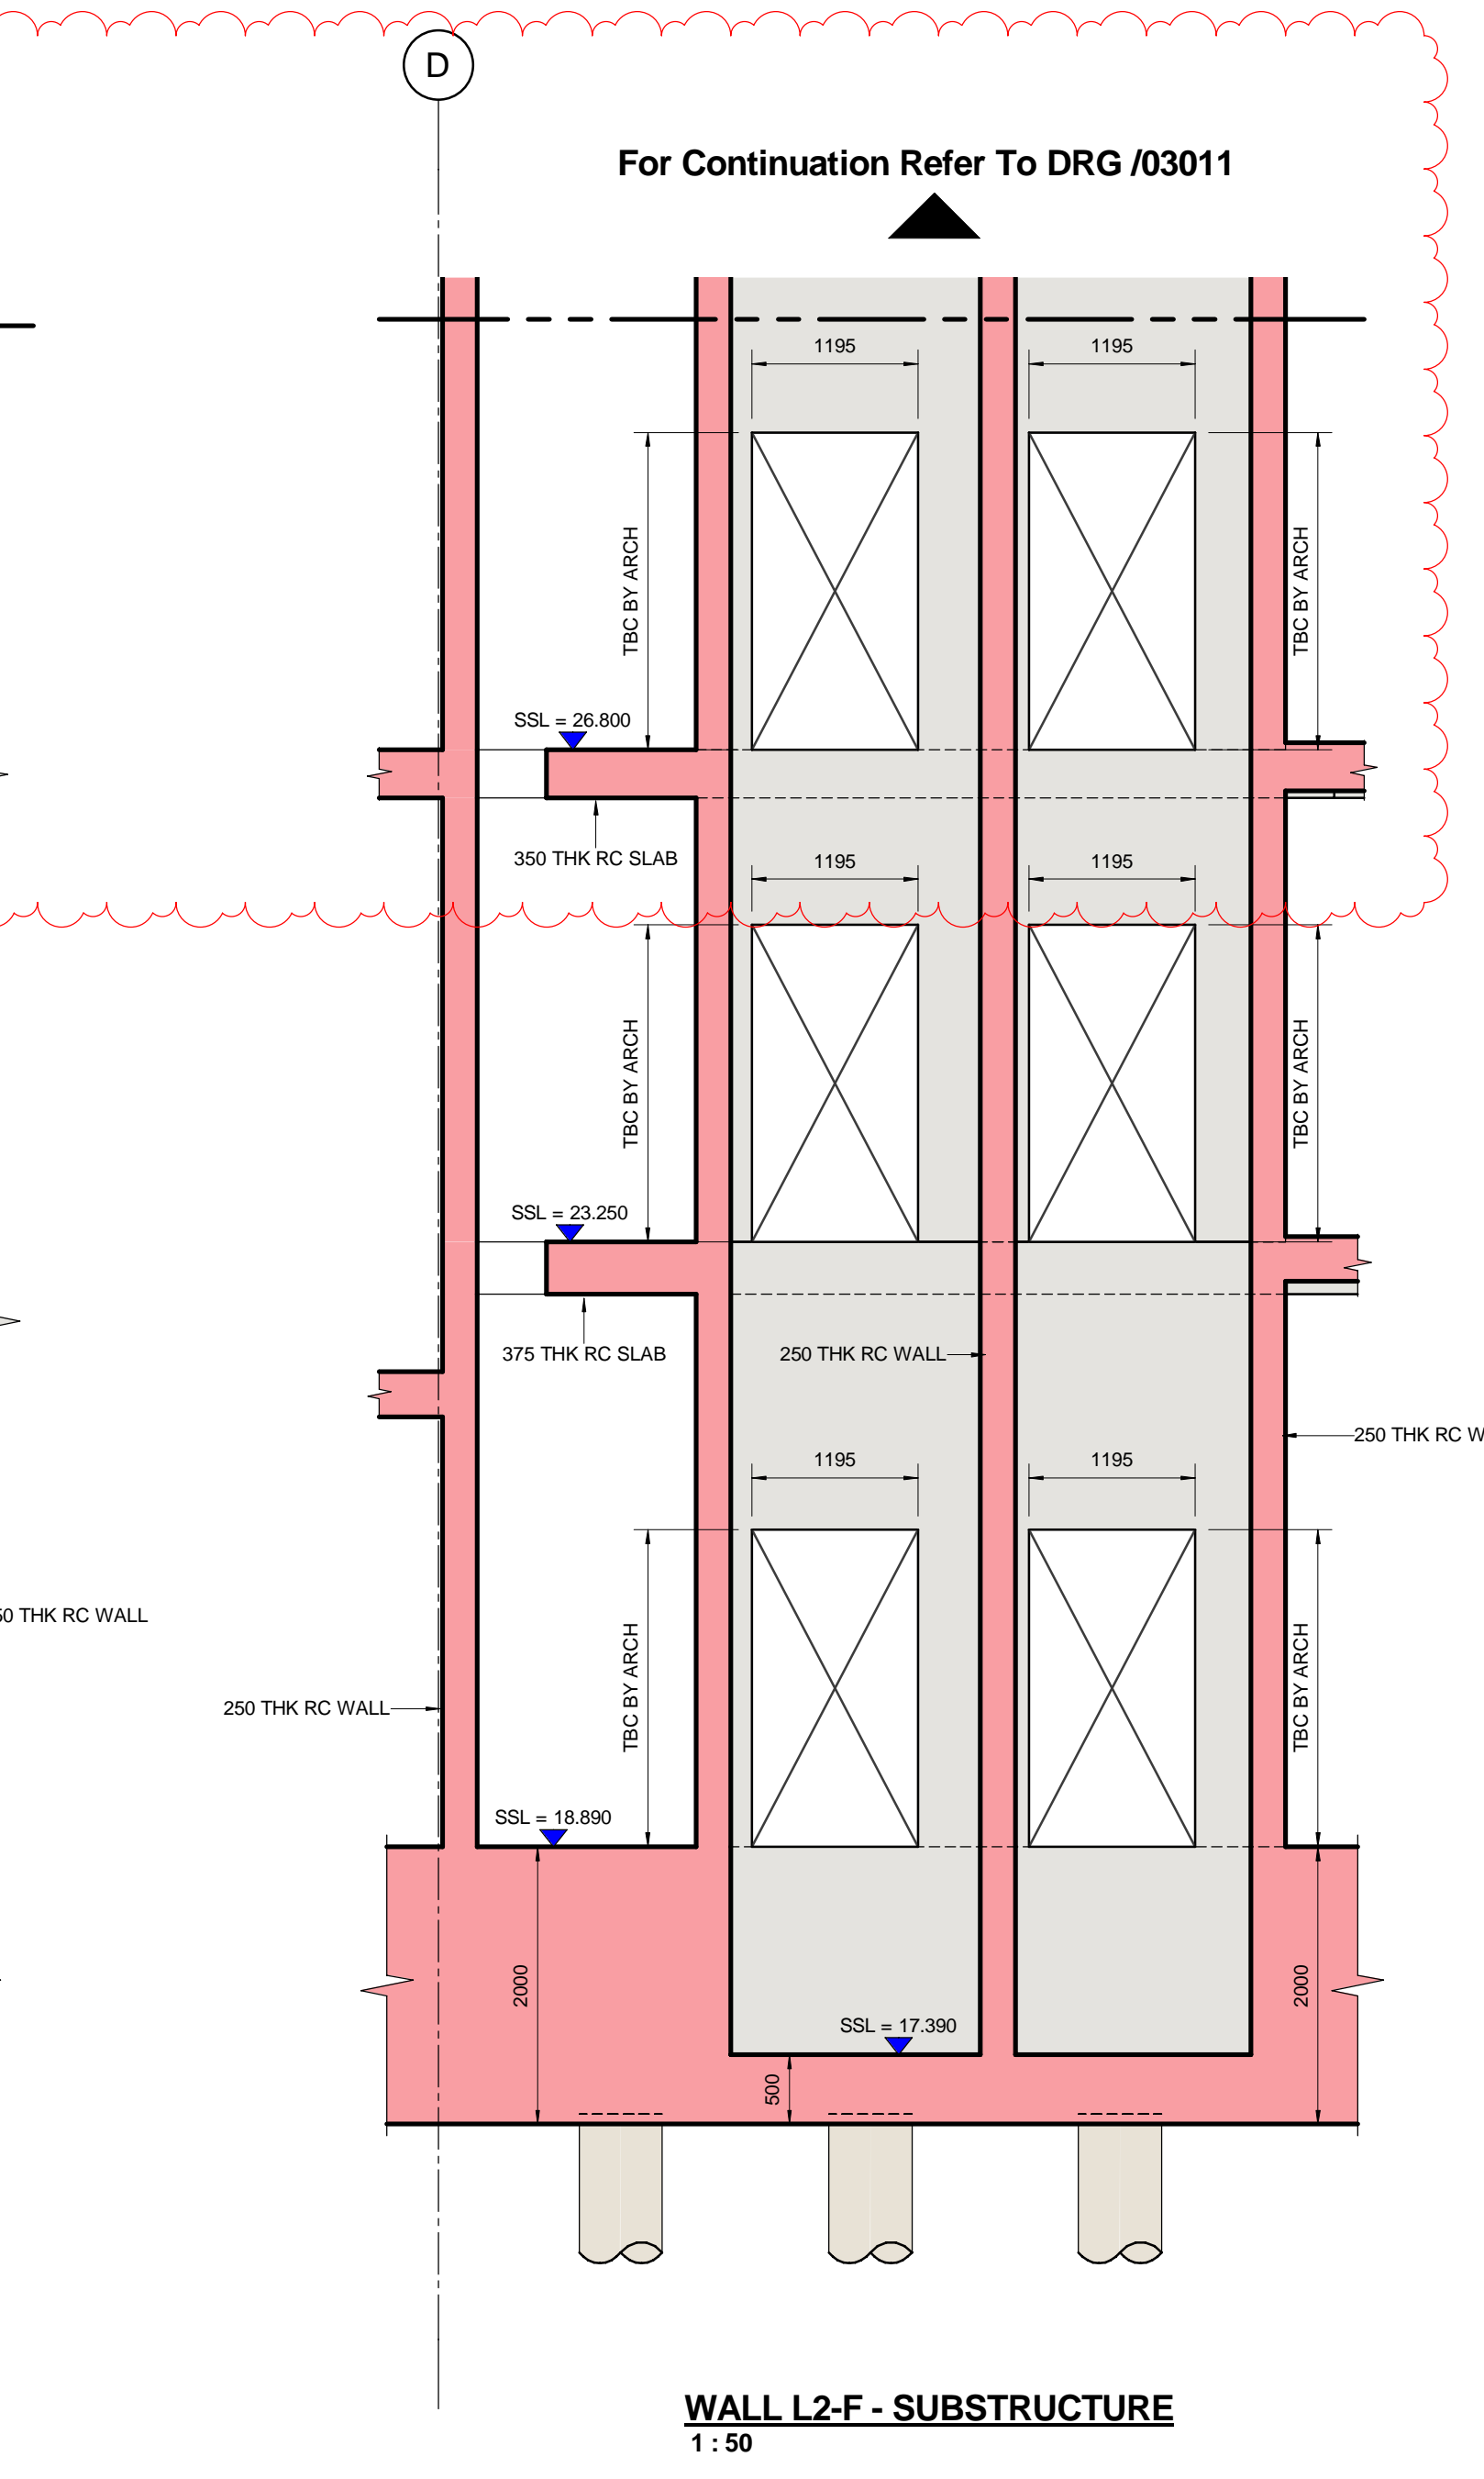 D
For Continuation Refer To DRG /03011
1195
1195
TBC BY ARCH
TBC BY ARCH
SSL = 26.800
350 THK RC SLAB
1195
1195
TBC BY ARCH
TBC BY ARCH
SSL = 23.250
375 THK RC SLAB
250 THK RC WALL
250 THK RC W
1195
1195
TBC BY ARCH
TBC BY ARCH
50 THK RC WALL
250 THK RC WALL
SSL = 18.890
2000
2000
SSL = 17.390
500
WALL L2-F - SUBSTRUCTURE
1 : 50